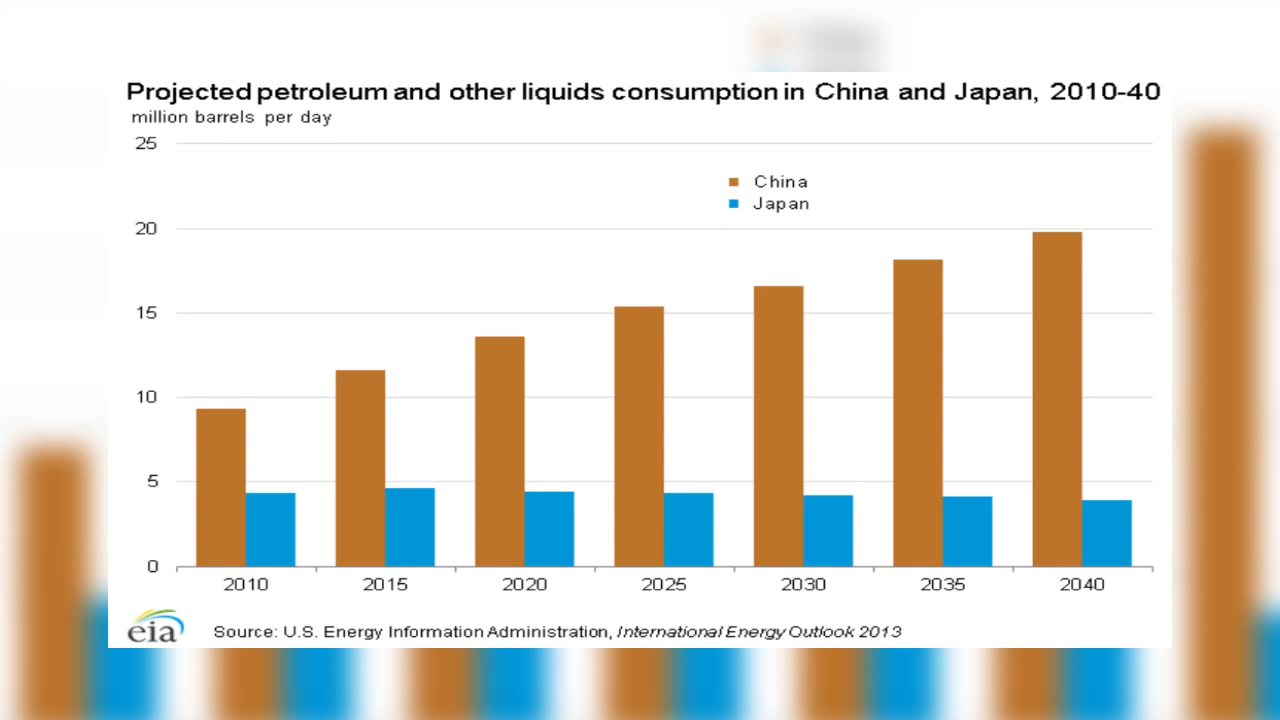 Projected petroleum and other liquids consumption in China and Japan, 2010-40
million barrels per day
25
China
20
Japan
15
10
5
0
2010 2015 2020 2025 2030 2035 2040
eia
Source: U.S. Energy Information Administration, International Energy Outlook 2013